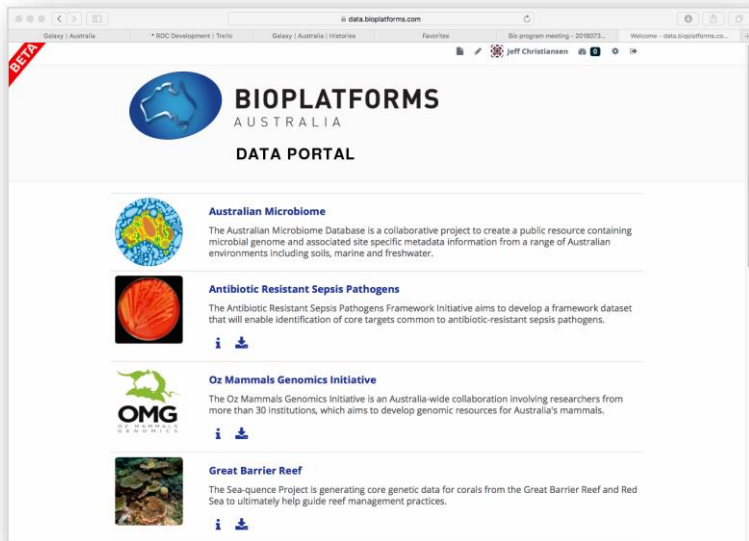 data.bioplatforms.com
Galaxy | Australia
* RDC Development | Trello
Galaxy | Australia | Histories
Favorites
Bio program meeting - 2018073...
Welcome - data.bioplatforms.co...
BETA
Jeff Christiansen
0
BIOPLATFORMS
AUSTRALIA
DATA PORTAL
Australian Microbiome
The Australian Microbiome Database is a collaborative project to create a public resource containing
microbial genome and associated site specific metadata information from a range of Australian
environments including soils, marine and freshwater.
Antibiotic Resistant Sepsis Pathogens
The Antibiotic Resistant Sepsis Pathogens Framework Initiative aims to develop a framework dataset
that will enable identification of core targets common to antibiotic-resistant sepsis pathogens.
OMG
OZ MAMMALS
GENOMICS
Oz Mammals Genomics Initiative
The Oz Mammals Genomics Initiative is an Australia-wide collaboration involving researchers from
more than 30 institutions, which aims to develop genomic resources for Australia's mammals.
Great Barrier Reef
The Sea-quence Project is generating core genetic data for corals from the Great Barrier Reef and Red
Sea to ultimately help guide reef management practices.